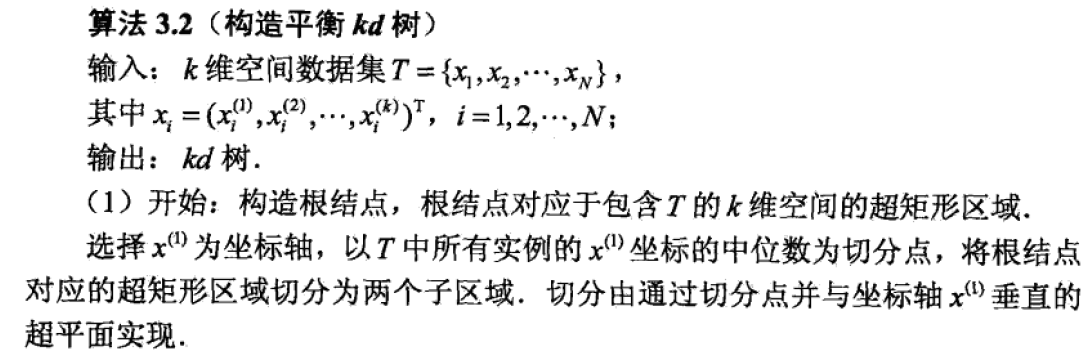 算法 3.2（构造平衡 kd 树）
输入：k 维空间数据集 T = {x₁, x₂, ⋯, x_N}，
其中 xᵢ = (xᵢ⁽¹⁾, xᵢ⁽²⁾, ⋯, xᵢ⁽ᵏ⁾)ᵀ，i = 1, 2, ⋯, N；
输出：kd 树．
（1）开始：构造根结点，根结点对应于包含 T 的 k 维空间的超矩形区域．
选择 x⁽¹⁾ 为坐标轴，以 T 中所有实例的 x⁽¹⁾ 坐标的中位数为切分点，将根结点
对应的超矩形区域切分为两个子区域．切分由通过切分点并与坐标轴 x⁽¹⁾ 垂直的
超平面实现．